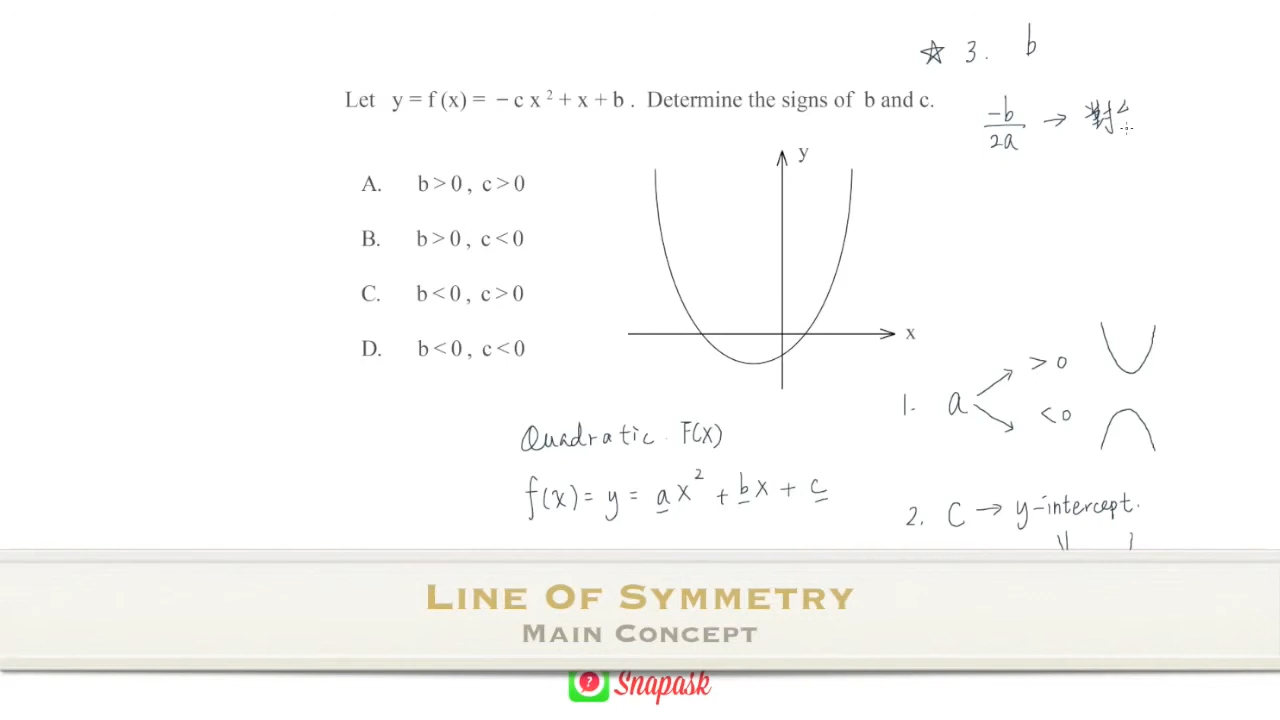 ☆ 3. b
Let y = f (x) = − c x² + x + b . Determine the signs of b and c.
-b/2a → 對
A. b > 0 , c > 0
B. b > 0 , c < 0
C. b < 0 , c > 0
D. b < 0 , c < 0
y
x
1. a > 0
< 0
Quadratic F(x)
f(x) = y = ax² + bx + c
2. C → y-intercept.
LINE OF SYMMETRY
MAIN CONCEPT
? Snapask